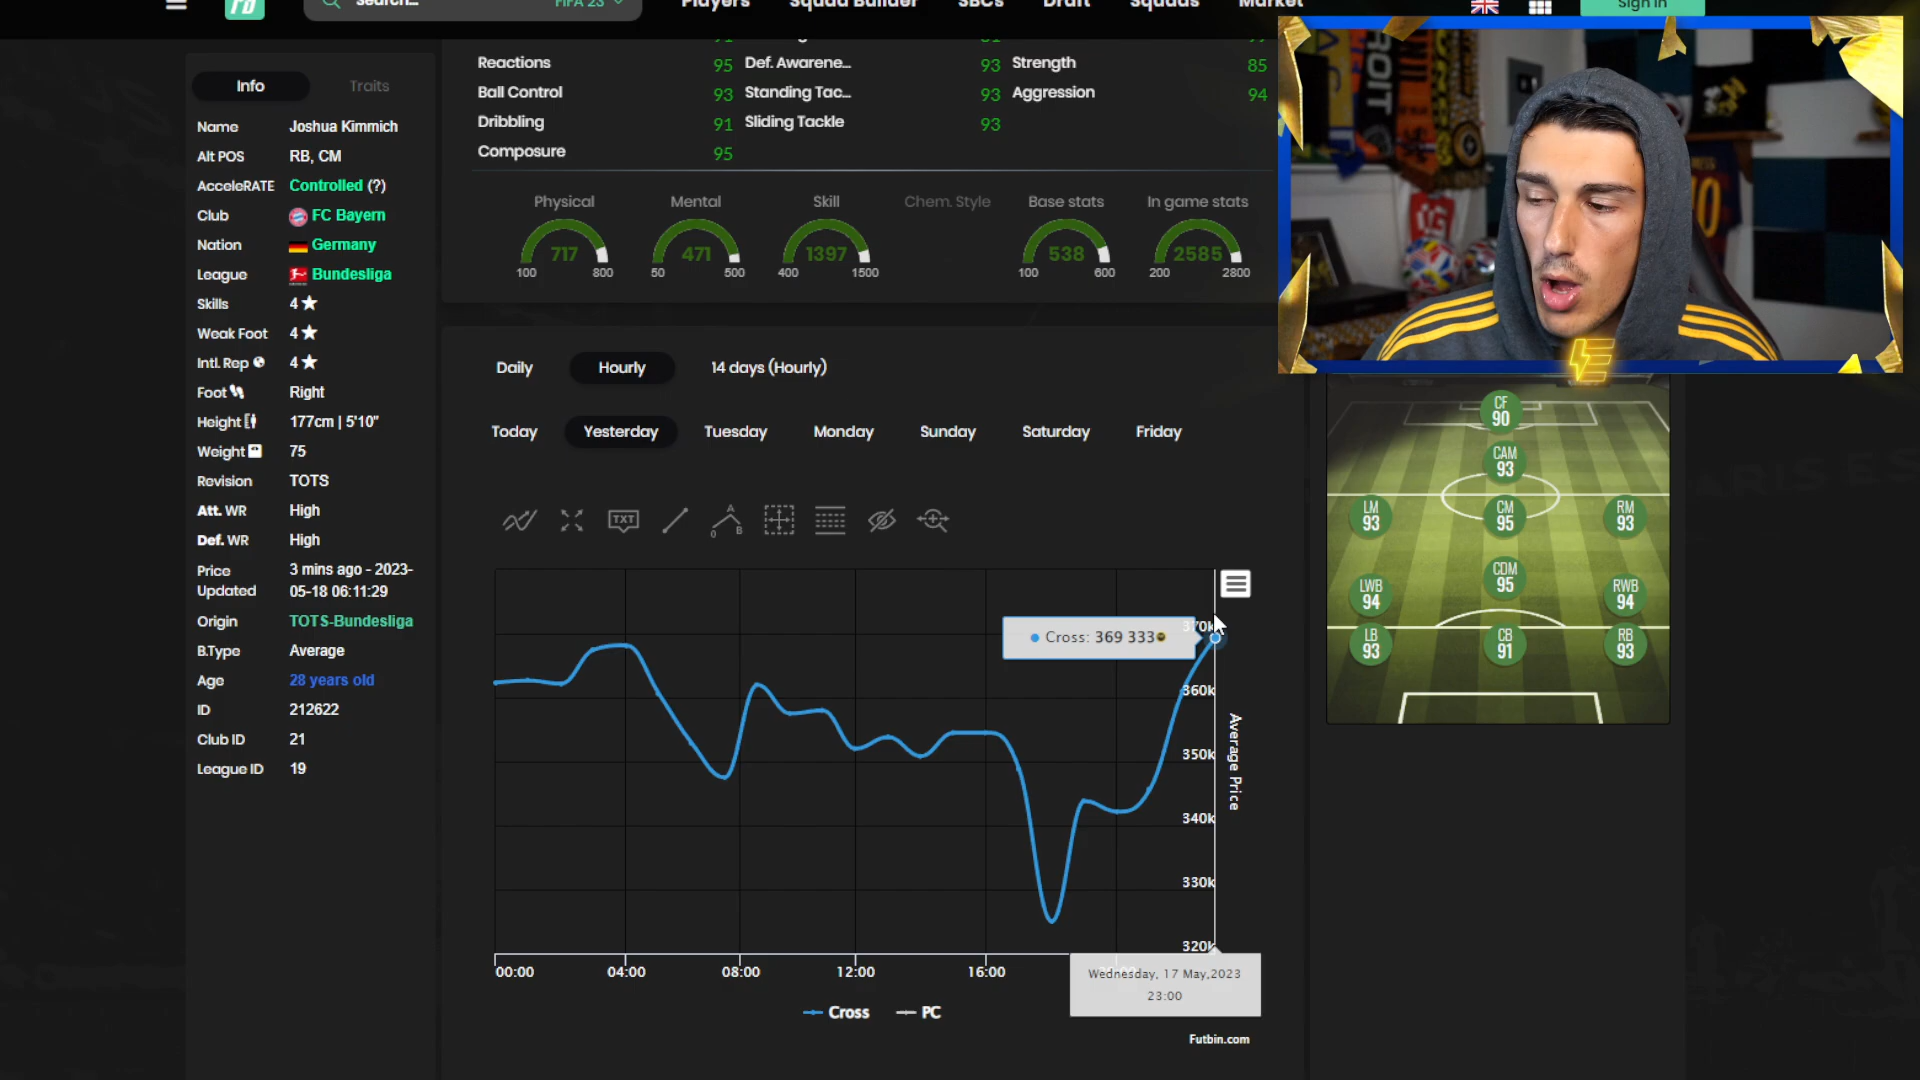 Search... FIFA 23 Players Squad Builder SBCs Draft Squads Market Sign In
Info Traits
Name Joshua Kimmich
Alt POS RB, CM
AcceleRATE Controlled (?)
Club FC Bayern
Nation Germany
League Bundesliga
Skills 4
Weak Foot 4
Intl. Rep 4
Foot Right
Height 177cm | 5'10"
Weight 75
Revision TOTS
Att. WR High
Def. WR High
Price Updated 3 mins ago - 2023-
05-18 06:11:29
Origin TOTS-Bundesliga
B.Type Average
Age 28 years old
ID 212622
Club ID 21
League ID 19
Reactions 95 Def. Awarene... 93 Strength 85
Ball Control 93 Standing Tac... 93 Aggression 94
Dribbling 91 Sliding Tackle 93
Composure 95
Physical Mental Skill Chem. Style Base stats In game stats
717 471 1397 538 2585
100 800 50 500 400 1500 100 600 200 2800
Daily Hourly 14 days (Hourly)
Today Yesterday Tuesday Monday Sunday Saturday Friday
TXT A 0 B
370k
Cross: 369 333
360k
350k
340k
330k
320k
Average Price
00:00 04:00 08:00 12:00 16:00
Wednesday, 17 May,2023
23:00
Cross PC
Futbin.com
CF
90
CAM
93
LM CM RM
93 95 93
CDM
95
LWB RWB
94 94
LB CB RB
93 91 93